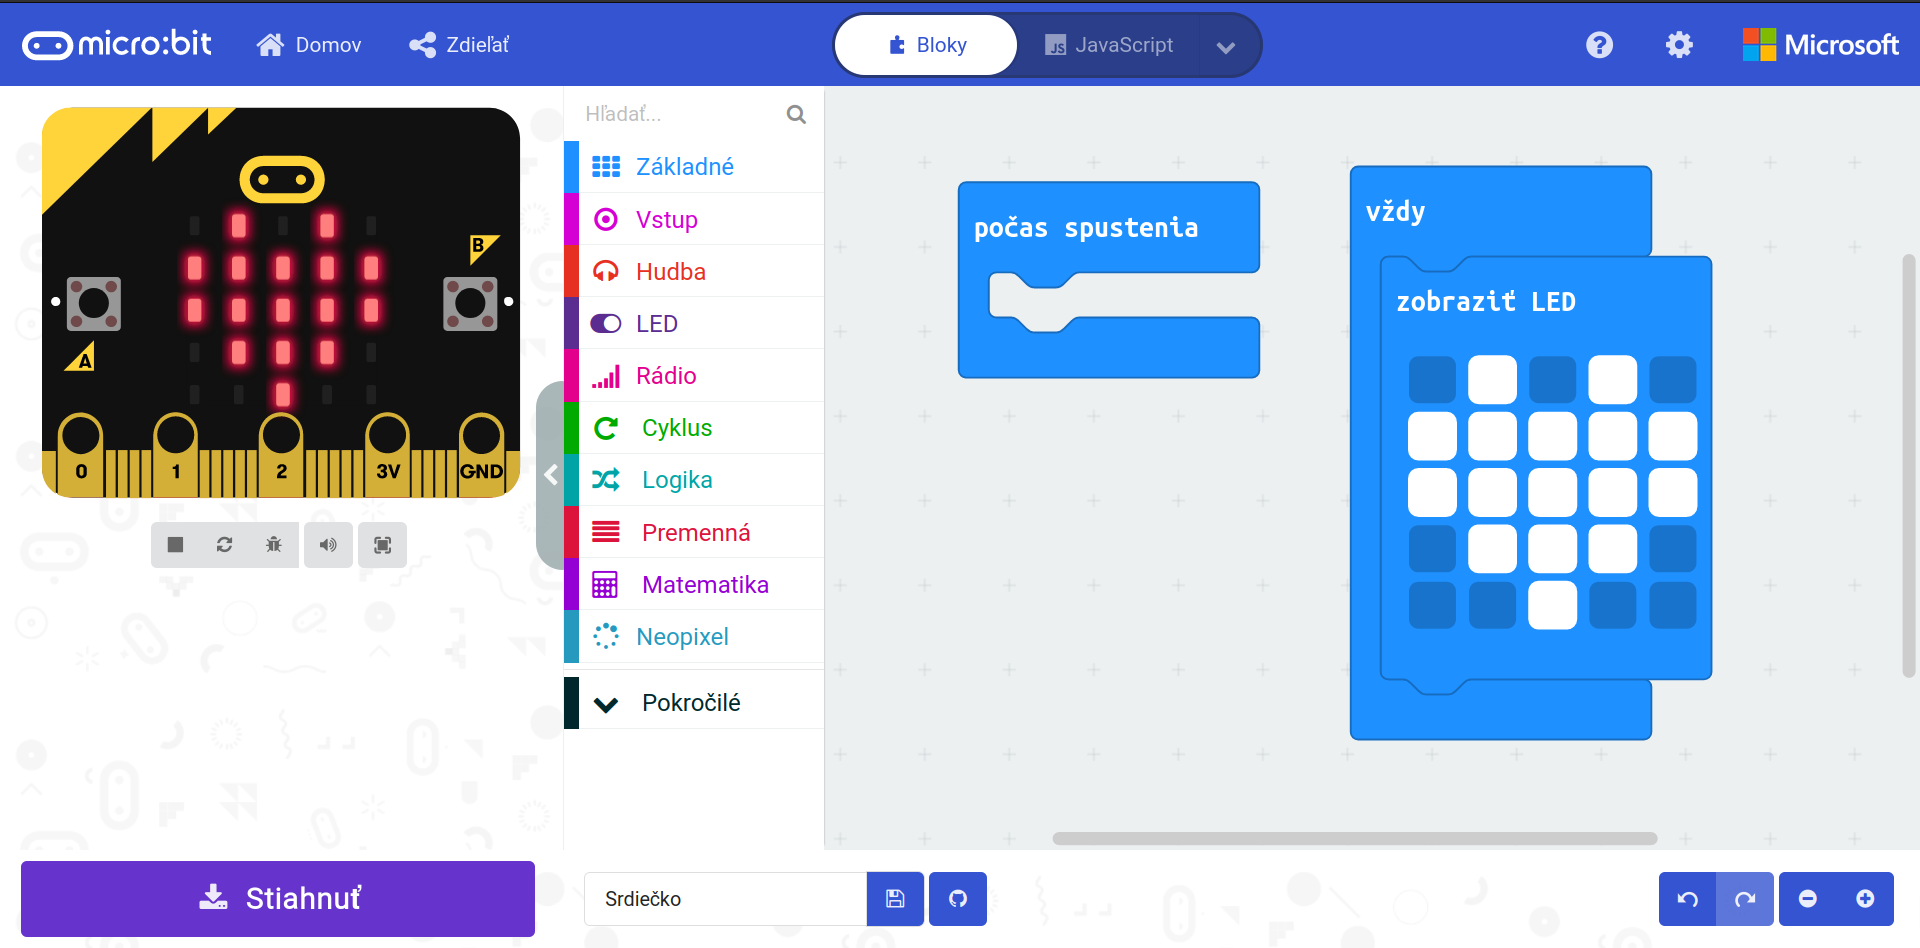 micro:bit
Domov
Zdieľať
Bloky
JS JavaScript
Microsoft
B
A
0
1
2
3V
GND
Hľadať...
Základné
Vstup
Hudba
LED
Rádio
Cyklus
Logika
Premenná
Matematika
Neopixel
Pokročilé
počas spustenia
vždy
zobraziť LED
Stiahnuť
Srdiečko